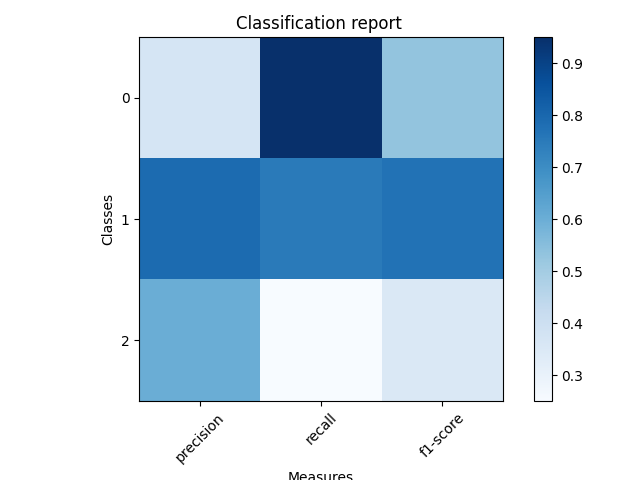 Classification report
0
1
2
Classes
precision
recall
f1-score
Measures
0.9
0.8
0.7
0.6
0.5
0.4
0.3